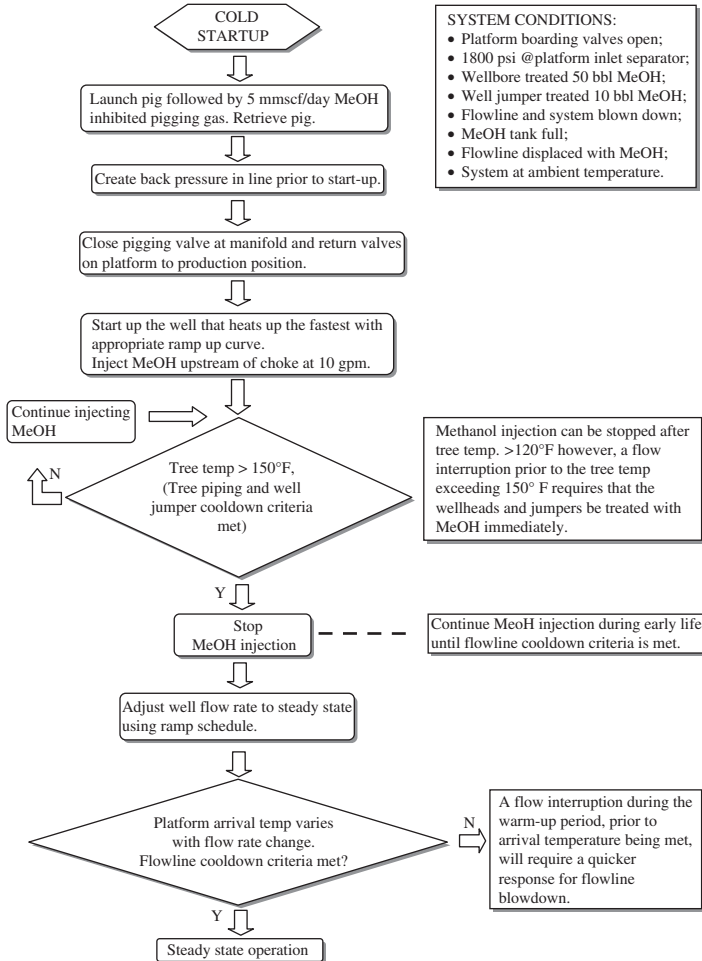 COLD
STARTUP
SYSTEM CONDITIONS:
• Platform boarding valves open;
• 1800 psi @platform inlet separator;
• Wellbore treated 50 bbl MeOH;
• Well jumper treated 10 bbl MeOH;
• Flowline and system blown down;
• MeOH tank full;
• Flowline displaced with MeOH;
• System at ambient temperature.
Launch pig followed by 5 mmscf/day MeOH
inhibited pigging gas. Retrieve pig.
Create back pressure in line prior to start-up.
Close pigging valve at manifold and return valves
on platform to production position.
Start up the well that heats up the fastest with
appropriate ramp up curve.
Inject MeOH upstream of choke at 10 gpm.
Continue injecting
MeOH
N
Tree temp > 150°F,
(Tree piping and well
jumper cooldown criteria
met)
Methanol injection can be stopped after
tree temp. >120°F however, a flow
interruption prior to the tree temp
exceeding 150° F requires that the
wellheads and jumpers be treated with
MeOH immediately.
Y
Stop
MeOH injection
Continue MeoH injection during early life
until flowline cooldown criteria is met.
Adjust well flow rate to steady state
using ramp schedule.
Platform arrival temp varies
with flow rate change.
Flowline cooldown criteria met?
N
A flow interruption during the
warm-up period, prior to
arrival temperature being met,
will require a quicker
response for flowline
blowdown.
Y
Steady state operation